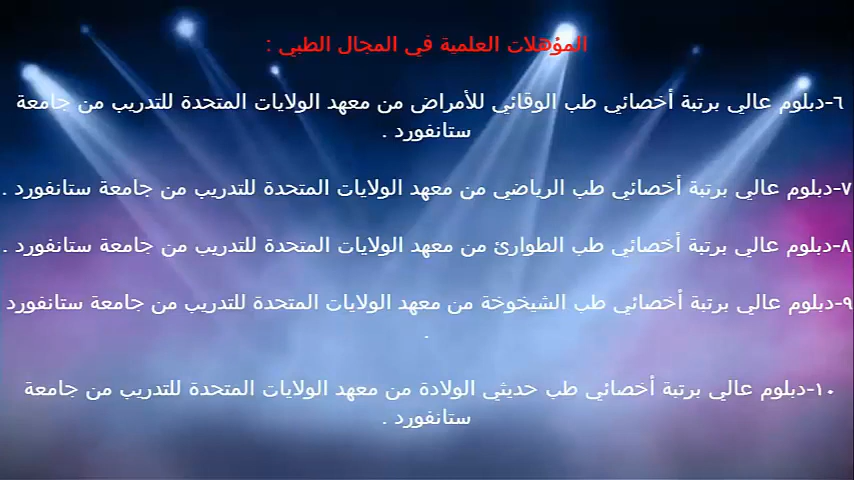 المؤهلات العلمية في المجال الطبي :
٦-دبلوم عالي برتبة أخصائي طب الوقائي للأمراض من معهد الولايات المتحدة للتدريب من جامعة
ستانفورد .
٧-دبلوم عالي برتبة أخصائي طب الرياضي من معهد الولايات المتحدة للتدريب من جامعة ستانفورد .
٨-دبلوم عالي برتبة أخصائي طب الطوارئ من معهد الولايات المتحدة للتدريب من جامعة ستانفورد .
٩-دبلوم عالي برتبة أخصائي طب الشيخوخة من معهد الولايات المتحدة للتدريب من جامعة ستانفورد
.
١٠-دبلوم عالي برتبة أخصائي طب حديثي الولادة من معهد الولايات المتحدة للتدريب من جامعة
ستانفورد .